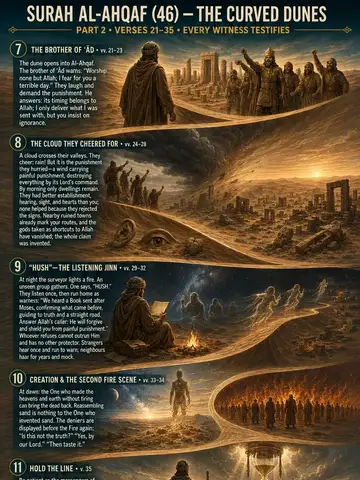 SURAH AL-AHQAF (46) — THE CURVED DUNES
PART 2 • VERSES 21–35 • EVERY WITNESS TESTIFIES
7 THE BROTHER OF ʿĀD • vv. 21–23
The dune opens into Al-Ahqaf.
The brother of ʿĀd warns: "Worship
none but Allah; I fear for you a
terrible day." They laugh and
demand the punishment. He
answers: its timing belongs to
Allah; I only deliver what I was
sent with, but you insist on
ignorance.
8 THE CLOUD THEY CHEERED FOR • vv. 24–28
A cloud crosses their valleys. They
cheer: rain! But it is the punishment
they hurried—a wind carrying
painful punishment, destroying
everything by its Lord's command.
By morning only dwellings remain.
They had better establishment,
hearing, sight, and hearts than you;
none helped because they rejected
the signs. Nearby ruined towns
already mark your routes, and the
gods taken as shortcuts to Allah
have vanished; the whole claim
was invented.
9 "HUSH"—THE LISTENING JINN • vv. 29–32
At night the surveyor lights a fire. An
unseen group gathers. One says, "HUSH."
They listen once, then run home as
warners: "We heard a Book sent after
Moses, confirming what came before,
guiding to truth and a straight road.
Answer Allah's caller; He will forgive
and shield you from painful punishment."
Whoever refuses cannot outrun Him
and has no other protector. Strangers
hear once and run to warn; neighbours
hear for years and mock.
10 CREATION & THE SECOND FIRE SCENE • vv. 33–34
At dawn: the One who made the
heavens and earth without tiring
can bring the dead back. Reassembling
sand is nothing to the One who
invented sand. The deniers are
displayed before the Fire again:
"Is this not the truth?" "Yes, by
our Lord." "Then taste it."
11 HOLD THE LINE • v. 35